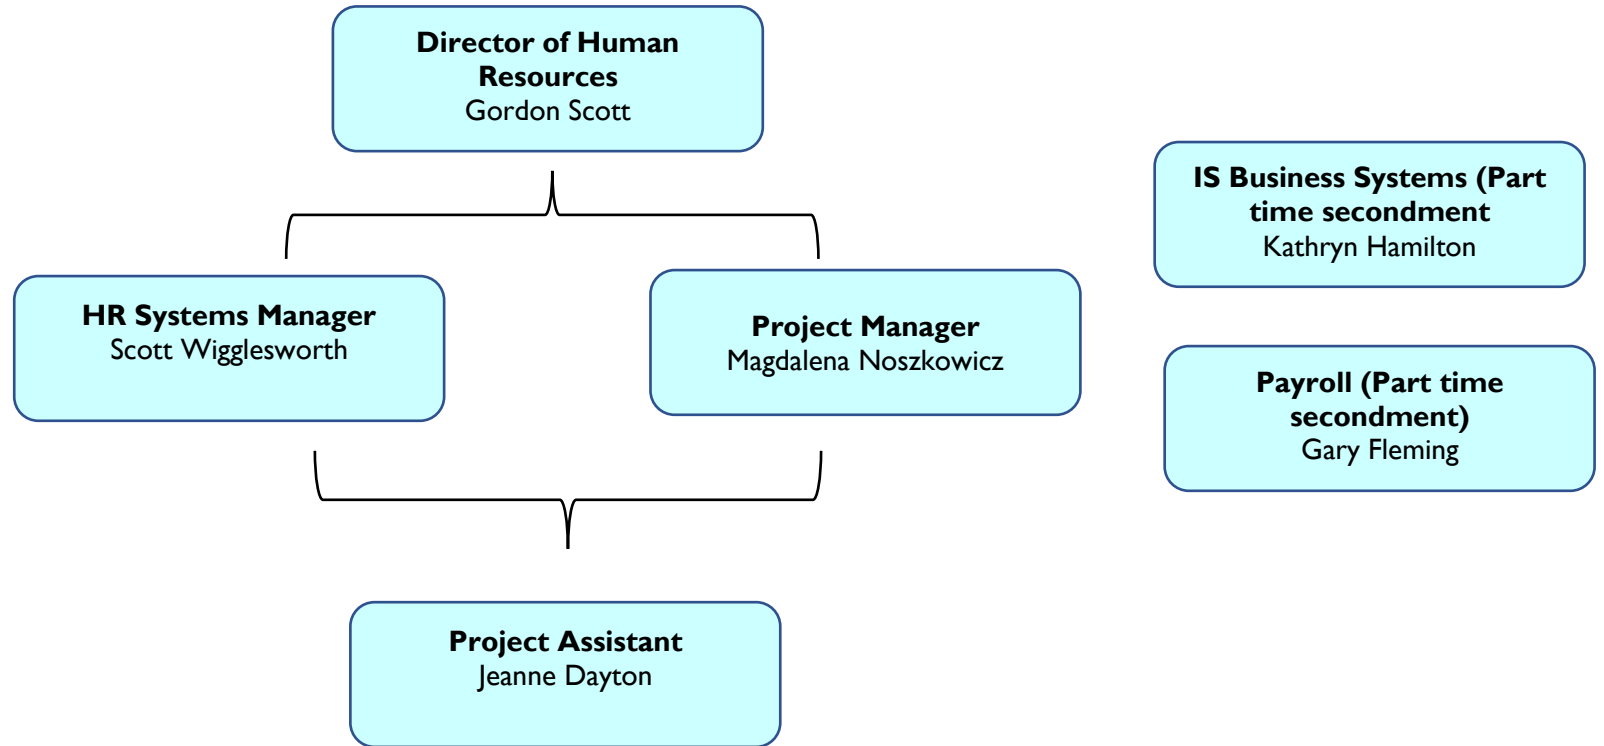 Director of Human
Resources
Gordon Scott
IS Business Systems (Part
time secondment
Kathryn Hamilton
HR Systems Manager
Scott Wigglesworth
Project Manager
Magdalena Noszkowicz
Payroll (Part time
secondment)
Gary Fleming
Project Assistant
Jeanne Dayton